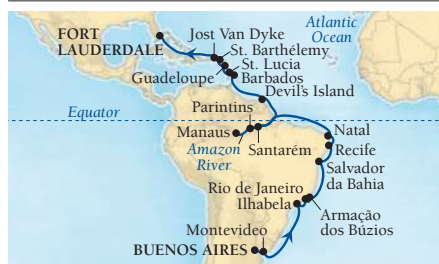 Atlantic
Ocean
FORT
LAUDERDALE
Jost Van Dyke
St. Barthélemy
St. Lucia
Guadeloupe
Barbados
Devil's Island
Parintins
Equator
Manaus
Amazon
River
Santarém
Natal
Recife
Salvador
da Bahia
Rio de Janeiro
Ilhabela
Armação
dos Búzios
Montevideo
BUENOS AIRES